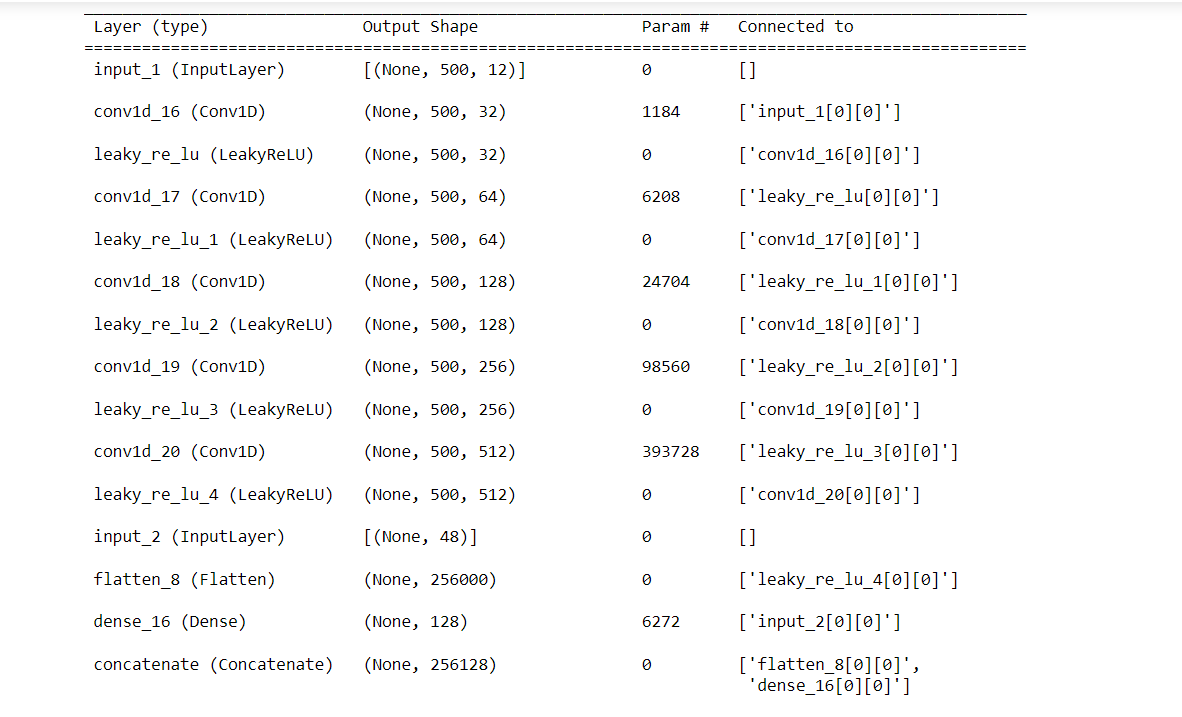 Layer (type) Output Shape Param # Connected to
==================================================================================================
input_1 (InputLayer) [(None, 500, 12)] 0 []
conv1d_16 (Conv1D) (None, 500, 32) 1184 ['input_1[0][0]']
leaky_re_lu (LeakyReLU) (None, 500, 32) 0 ['conv1d_16[0][0]']
conv1d_17 (Conv1D) (None, 500, 64) 6208 ['leaky_re_lu[0][0]']
leaky_re_lu_1 (LeakyReLU) (None, 500, 64) 0 ['conv1d_17[0][0]']
conv1d_18 (Conv1D) (None, 500, 128) 24704 ['leaky_re_lu_1[0][0]']
leaky_re_lu_2 (LeakyReLU) (None, 500, 128) 0 ['conv1d_18[0][0]']
conv1d_19 (Conv1D) (None, 500, 256) 98560 ['leaky_re_lu_2[0][0]']
leaky_re_lu_3 (LeakyReLU) (None, 500, 256) 0 ['conv1d_19[0][0]']
conv1d_20 (Conv1D) (None, 500, 512) 393728 ['leaky_re_lu_3[0][0]']
leaky_re_lu_4 (LeakyReLU) (None, 500, 512) 0 ['conv1d_20[0][0]']
input_2 (InputLayer) [(None, 48)] 0 []
flatten_8 (Flatten) (None, 256000) 0 ['leaky_re_lu_4[0][0]']
dense_16 (Dense) (None, 128) 6272 ['input_2[0][0]']
concatenate (Concatenate) (None, 256128) 0 ['flatten_8[0][0]',
'dense_16[0][0]']